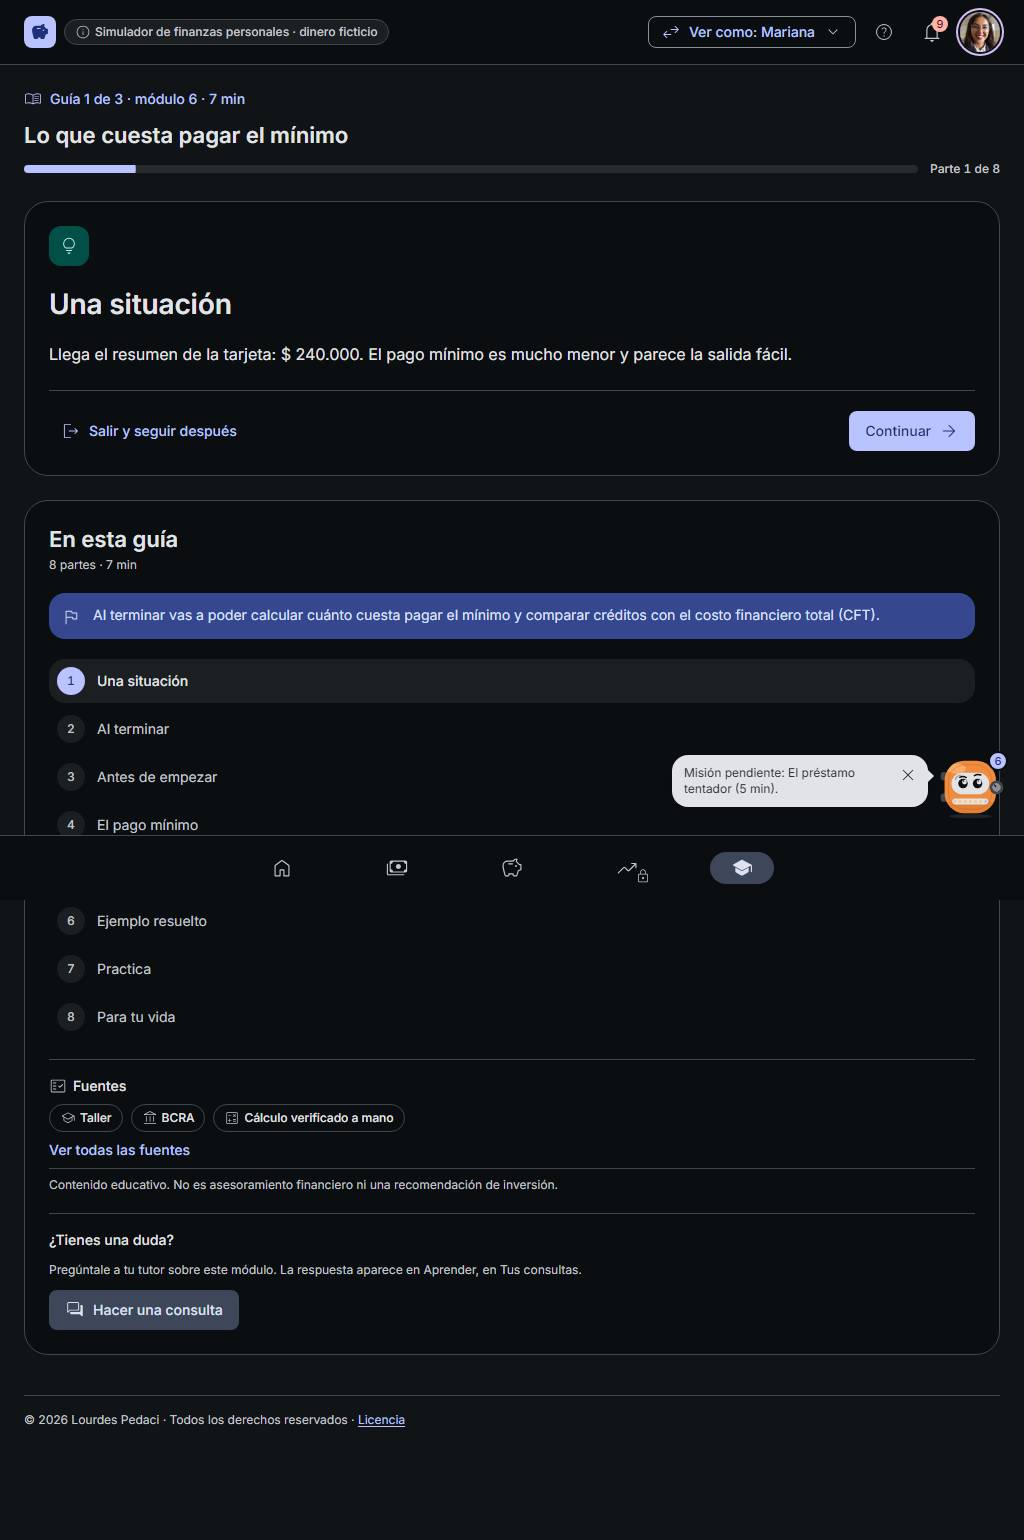 Simulador de finanzas personales · dinero ficticio
Ver como: Mariana
9
Guía 1 de 3 · módulo 6 · 7 min
Lo que cuesta pagar el mínimo
Parte 1 de 8
Una situación
Llega el resumen de la tarjeta: $ 240.000. El pago mínimo es mucho menor y parece la salida fácil.
Salir y seguir después
Continuar
En esta guía
8 partes · 7 min
Al terminar vas a poder calcular cuánto cuesta pagar el mínimo y comparar créditos con el costo financiero total (CFT).
1 Una situación
2 Al terminar
3 Antes de empezar
Misión pendiente: El préstamo
tentador (5 min).
6
4 El pago mínimo
6 Ejemplo resuelto
7 Practica
8 Para tu vida
Fuentes
Taller
BCRA
Cálculo verificado a mano
Ver todas las fuentes
Contenido educativo. No es asesoramiento financiero ni una recomendación de inversión.
¿Tienes una duda?
Pregúntale a tu tutor sobre este módulo. La respuesta aparece en Aprender, en Tus consultas.
Hacer una consulta
© 2026 Lourdes Pedaci · Todos los derechos reservados · Licencia